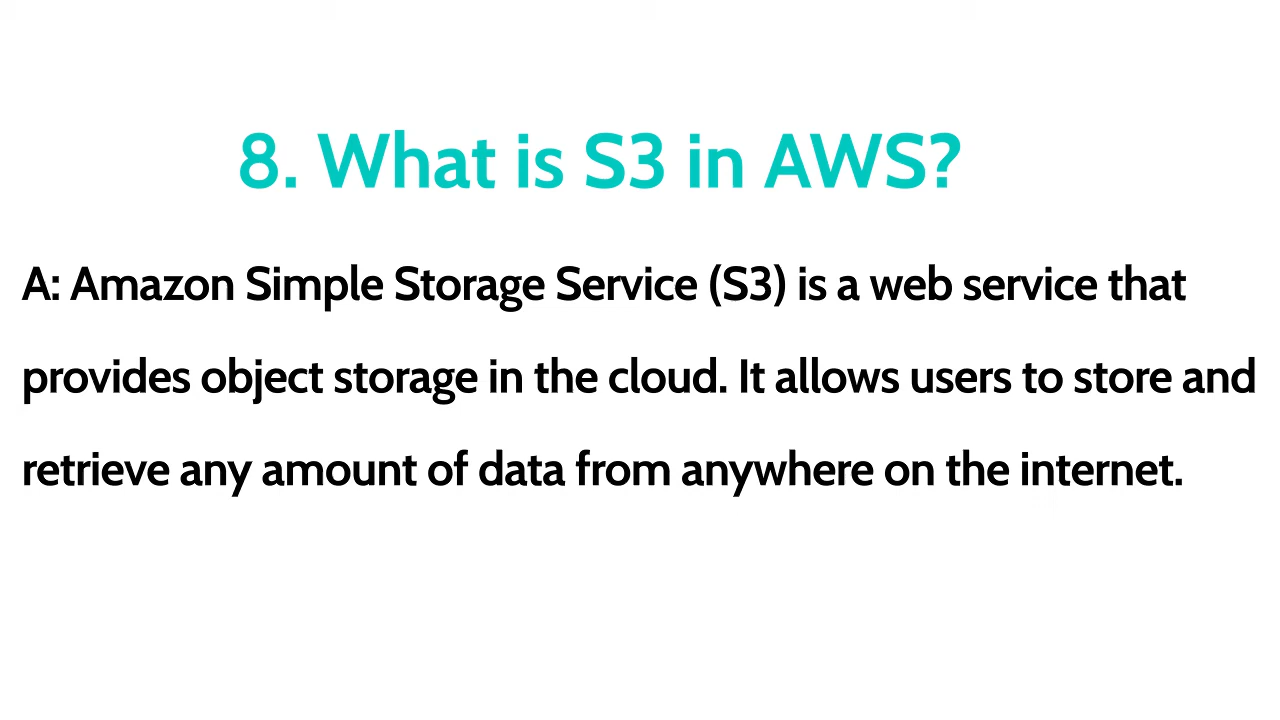 8. What is S3 in AWS?
A: Amazon Simple Storage Service (S3) is a web service that
provides object storage in the cloud. It allows users to store and
retrieve any amount of data from anywhere on the internet.